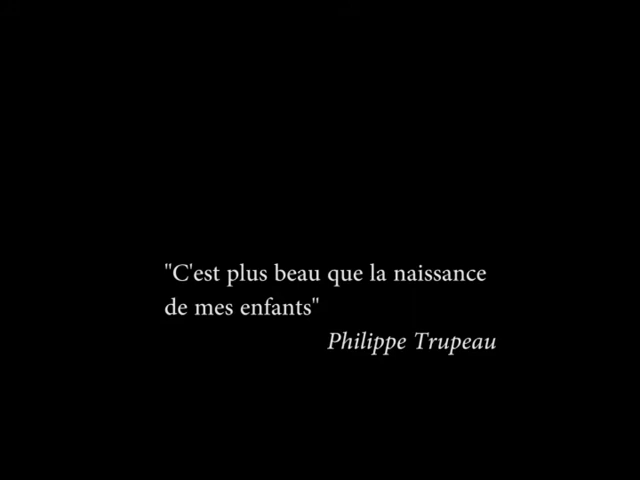 "C'est plus beau que la naissance
de mes enfants"
Philippe Trupeau